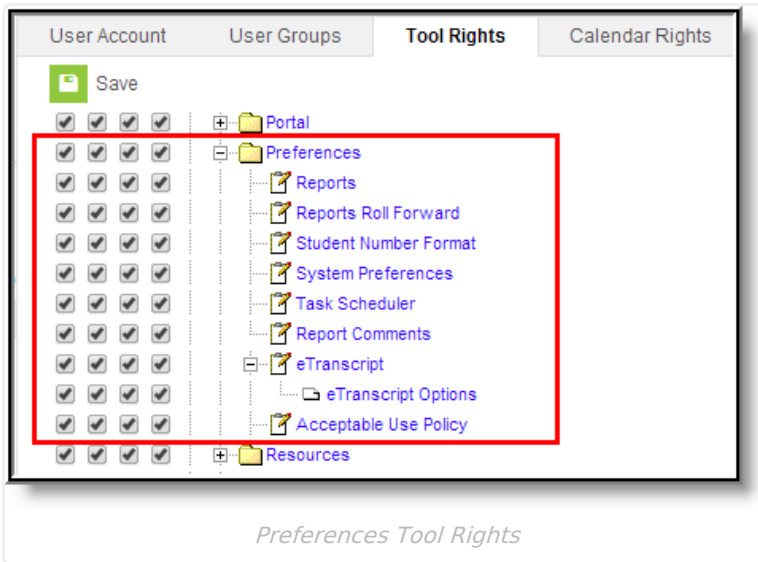 User Account User Groups Tool Rights Calendar Rights
Save
Portal
Preferences
Reports
Reports Roll Forward
Student Number Format
System Preferences
Task Scheduler
Report Comments
eTranscript
eTranscript Options
Acceptable Use Policy
Resources
Preferences Tool Rights